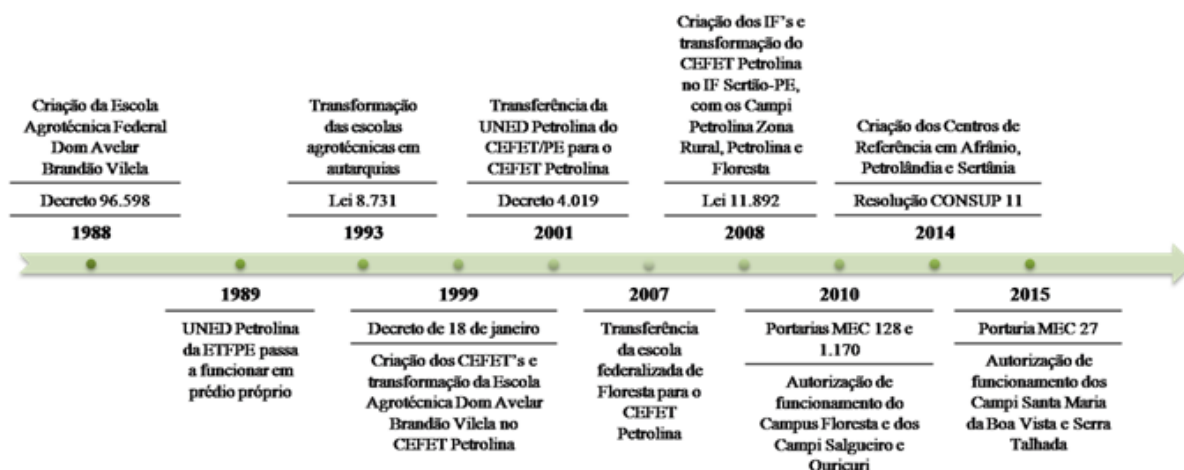 Criação da Escola
Agrotécnica Federal
Dom Avelar
Brandão Vilela
Decreto 96.598
1988
Transformação
das escolas
agrotécnicas em
autarquias
Lei 8.731
1993
Transferência da
UNED Petrolina do
CEFET/PE para o
CEFET Petrolina
Decreto 4.019
2001
Criação dos IF's e
transformação do
CEFET Petrolina
no IF Sertão-PE,
com os Campi
Petrolina Zona
Rural, Petrolina e
Floresta
Lei 11.892
2008
Criação dos Centros de
Referência em Afrânio,
Petrolândia e Sertânia
Resolução CONSUP 11
2014
1989
UNED Petrolina
da ETFPE passa
a funcionar em
prédio próprio
1999
Decreto de 18 de janeiro
Criação dos CEFET's e
transformação da Escola
Agrotécnica Dom Avelar
Brandão Vilela no
CEFET Petrolina
2007
Transferência
da escola
federalizada de
Floresta para o
CEFET
Petrolina
2010
Portarias MEC 128 e
1.170
Autorização de
funcionamento do
Campus Floresta e dos
Campi Salgueiro e
Ouricuri
2015
Portaria MEC 27
Autorização de
funcionamento dos
Campi Santa Maria
da Boa Vista e Serra
Talhada